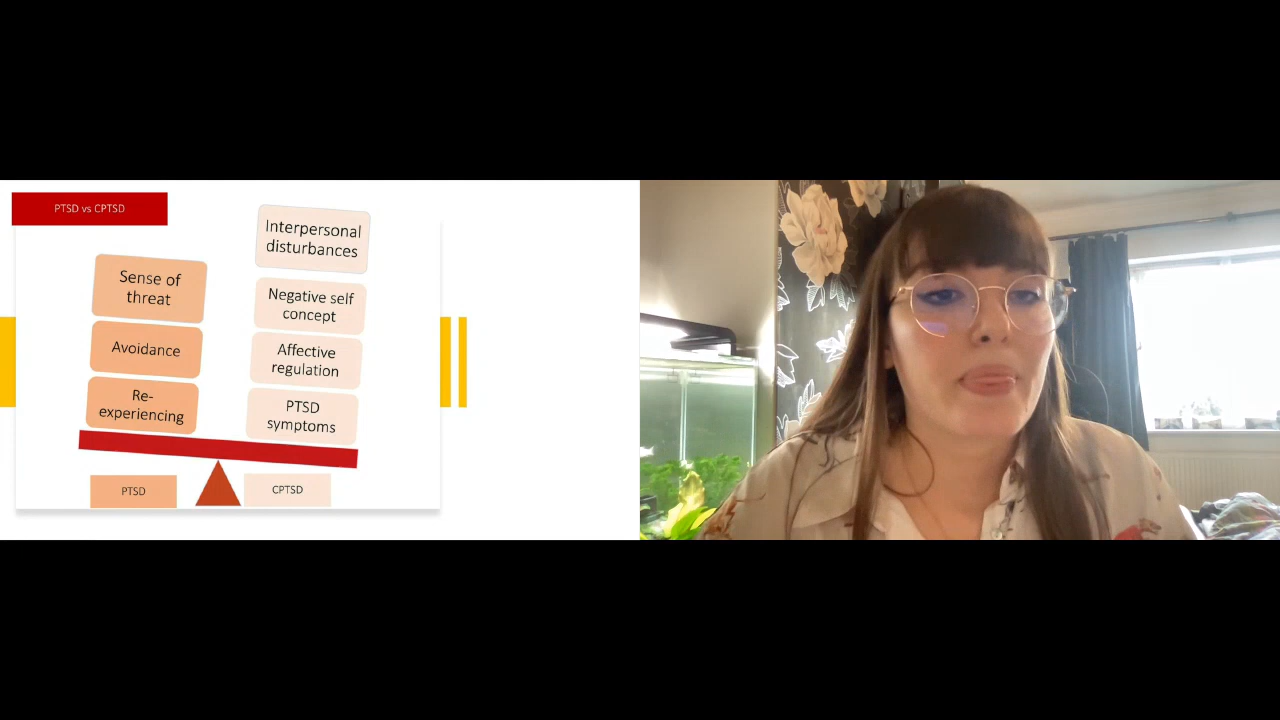 PTSD vs CPTSD
Sense of
threat
Avoidance
Re-
experiencing
Interpersonal
disturbances
Negative self
concept
Affective
regulation
PTSD
symptoms
PTSD
CPTSD